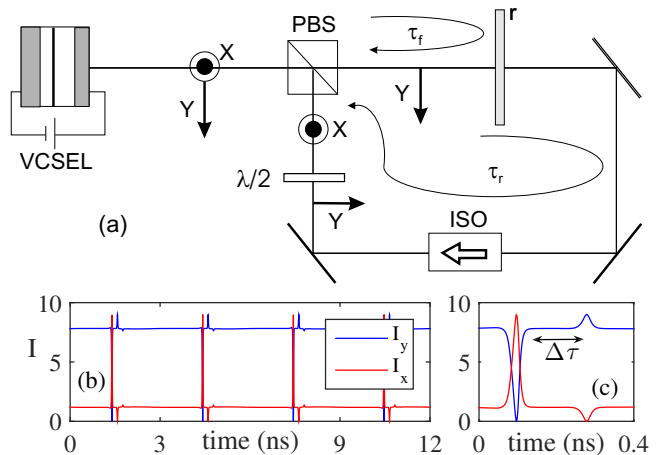 PBS
r
τf
X
Y
Y
X
VCSEL
λ/2
τr
Y
ISO
(a)
10
5
0
I
(b)
Iy
Ix
0
3
time (ns)
9
12
10
5
0
Δτ
(c)
0
time (ns)
0.4